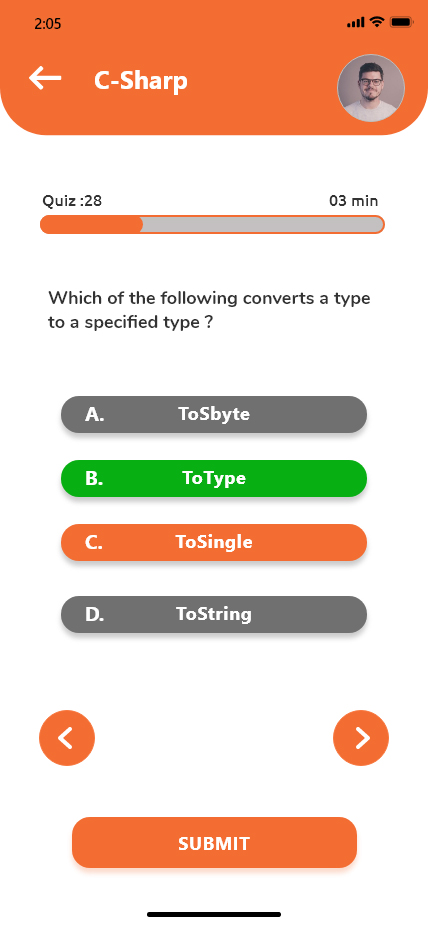 2:05
C-Sharp
Quiz :28 03 min
Which of the following converts a type
to a specified type ?
A. ToSbyte
B. ToType
C. ToSingle
D. ToString
SUBMIT